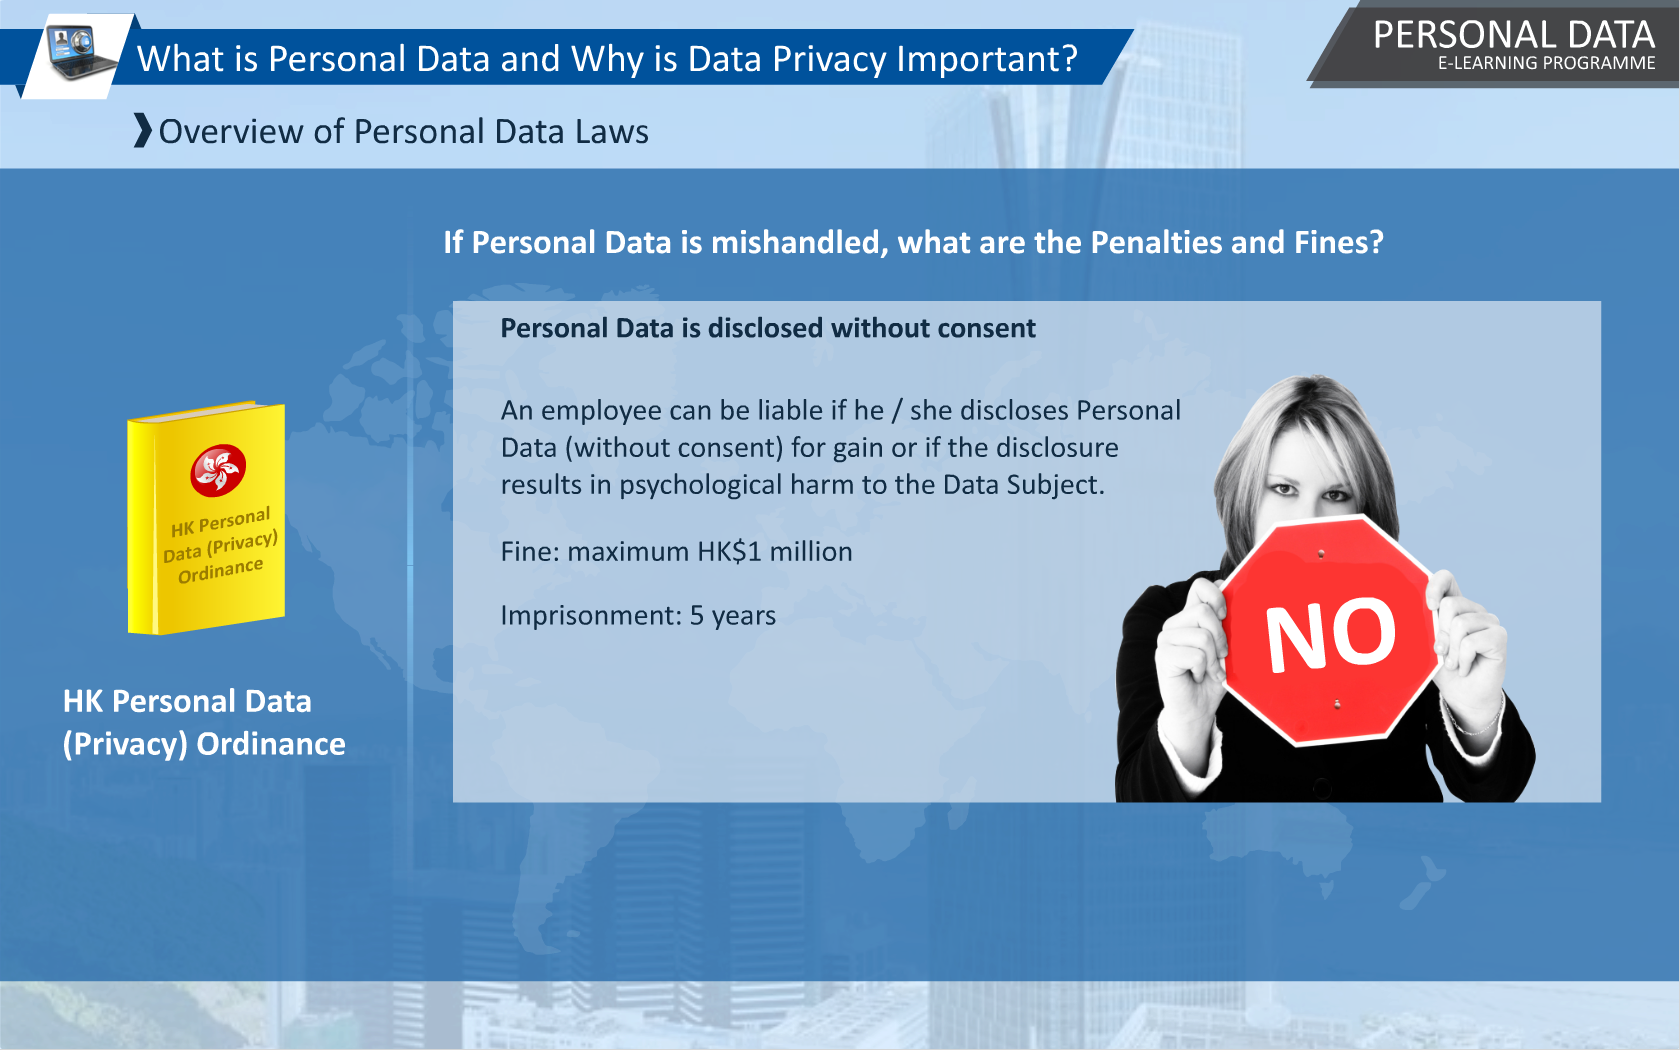 What is Personal Data and Why is Data Privacy Important?
PERSONAL DATA
E-LEARNING PROGRAMME
Overview of Personal Data Laws
If Personal Data is mishandled, what are the Penalties and Fines?
Personal Data is disclosed without consent
An employee can be liable if he / she discloses Personal
Data (without consent) for gain or if the disclosure
results in psychological harm to the Data Subject.
Fine: maximum HK$1 million
Imprisonment: 5 years
NO
HK Personal
Data (Privacy)
Ordinance
HK Personal Data
(Privacy) Ordinance